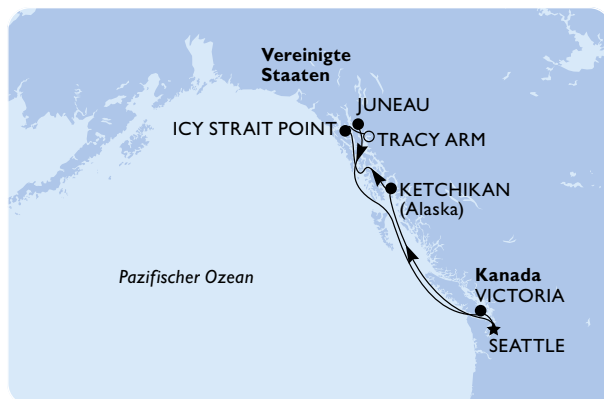 Vereinigte
Staaten
JUNEAU
ICY STRAIT POINT
TRACY ARM
KETCHIKAN
(Alaska)
Pazifischer Ozean
Kanada
VICTORIA
SEATTLE